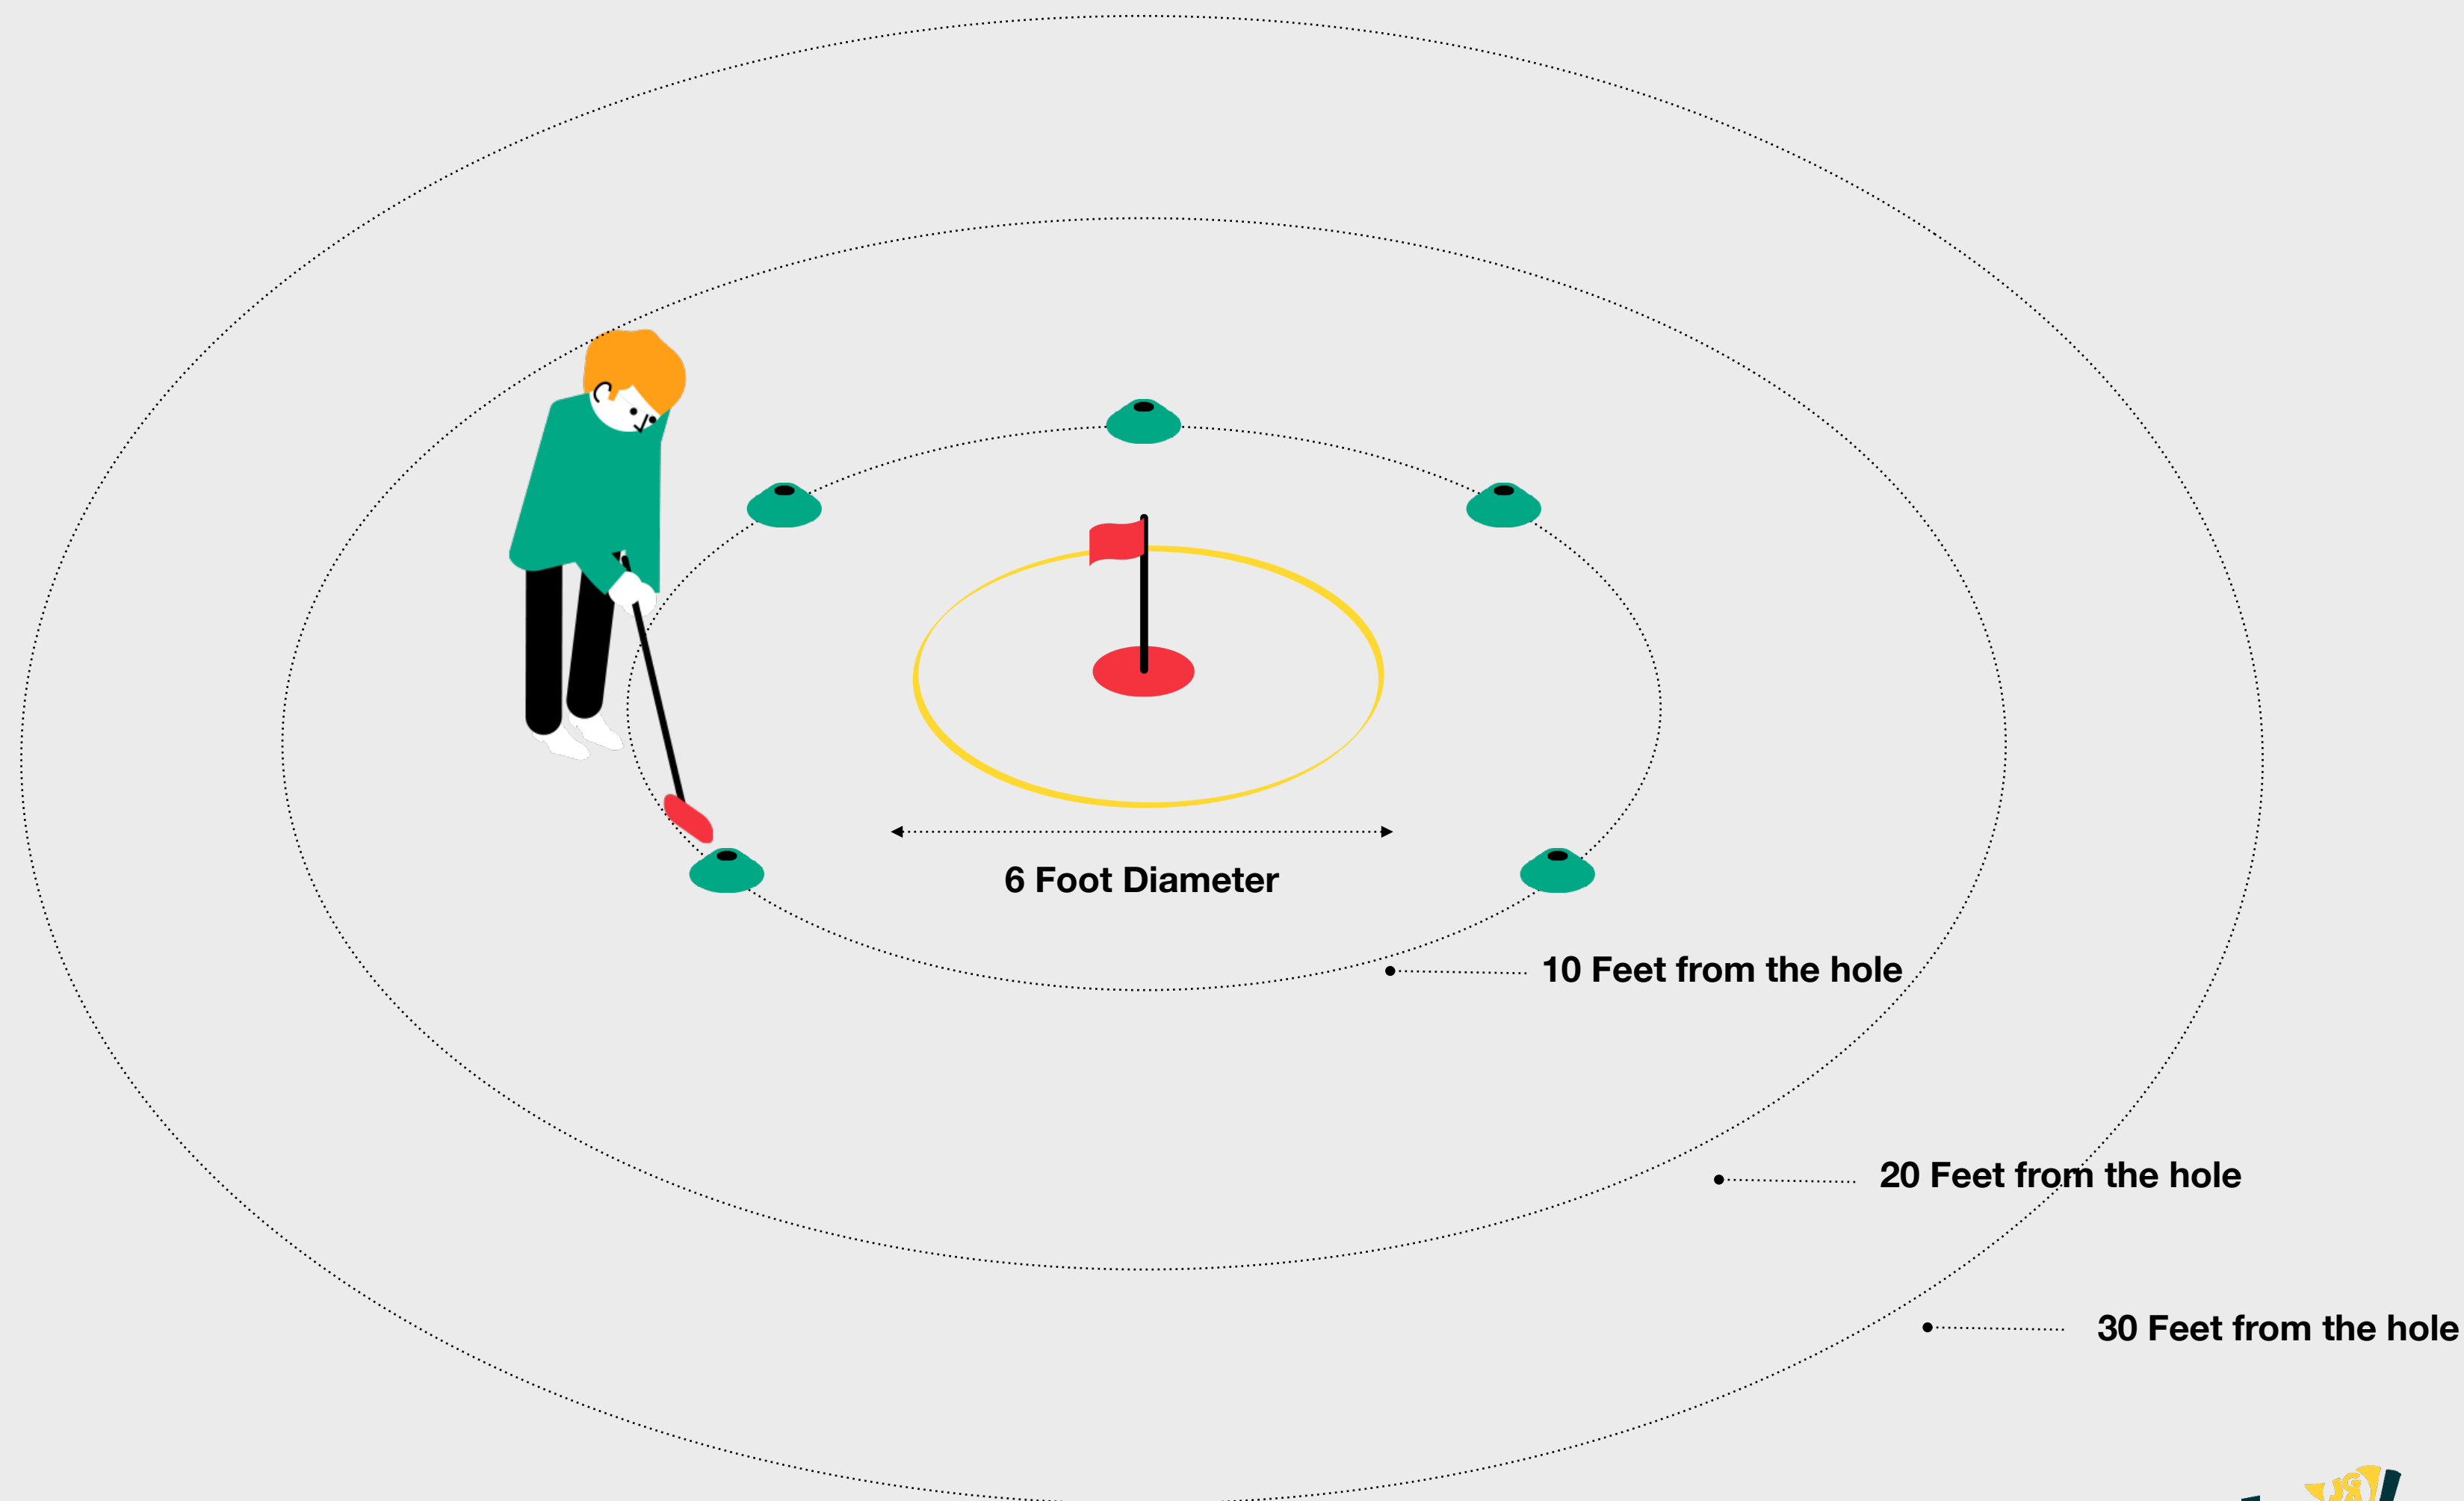 6 Foot Diameter
10 Feet from the hole
20 Feet from the hole
30 Feet from the hole